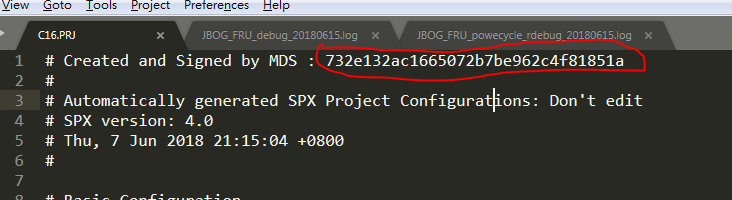 View Goto Tools Project Preferences Help
C16.PRJ JBOG_FRU_debug_20180615.log JBOG_FRU_powecycle_rdebug_20180615.log
1 # Created and Signed by MDS : 732e132ac1665072b7be962c4f81851a
2 #
3 # Automatically generated SPX Project Configurations: Don't edit
4 # SPX version: 4.0
5 # Thu, 7 Jun 2018 21:15:04 +0800
6 #
7
8 # Basic Configuration